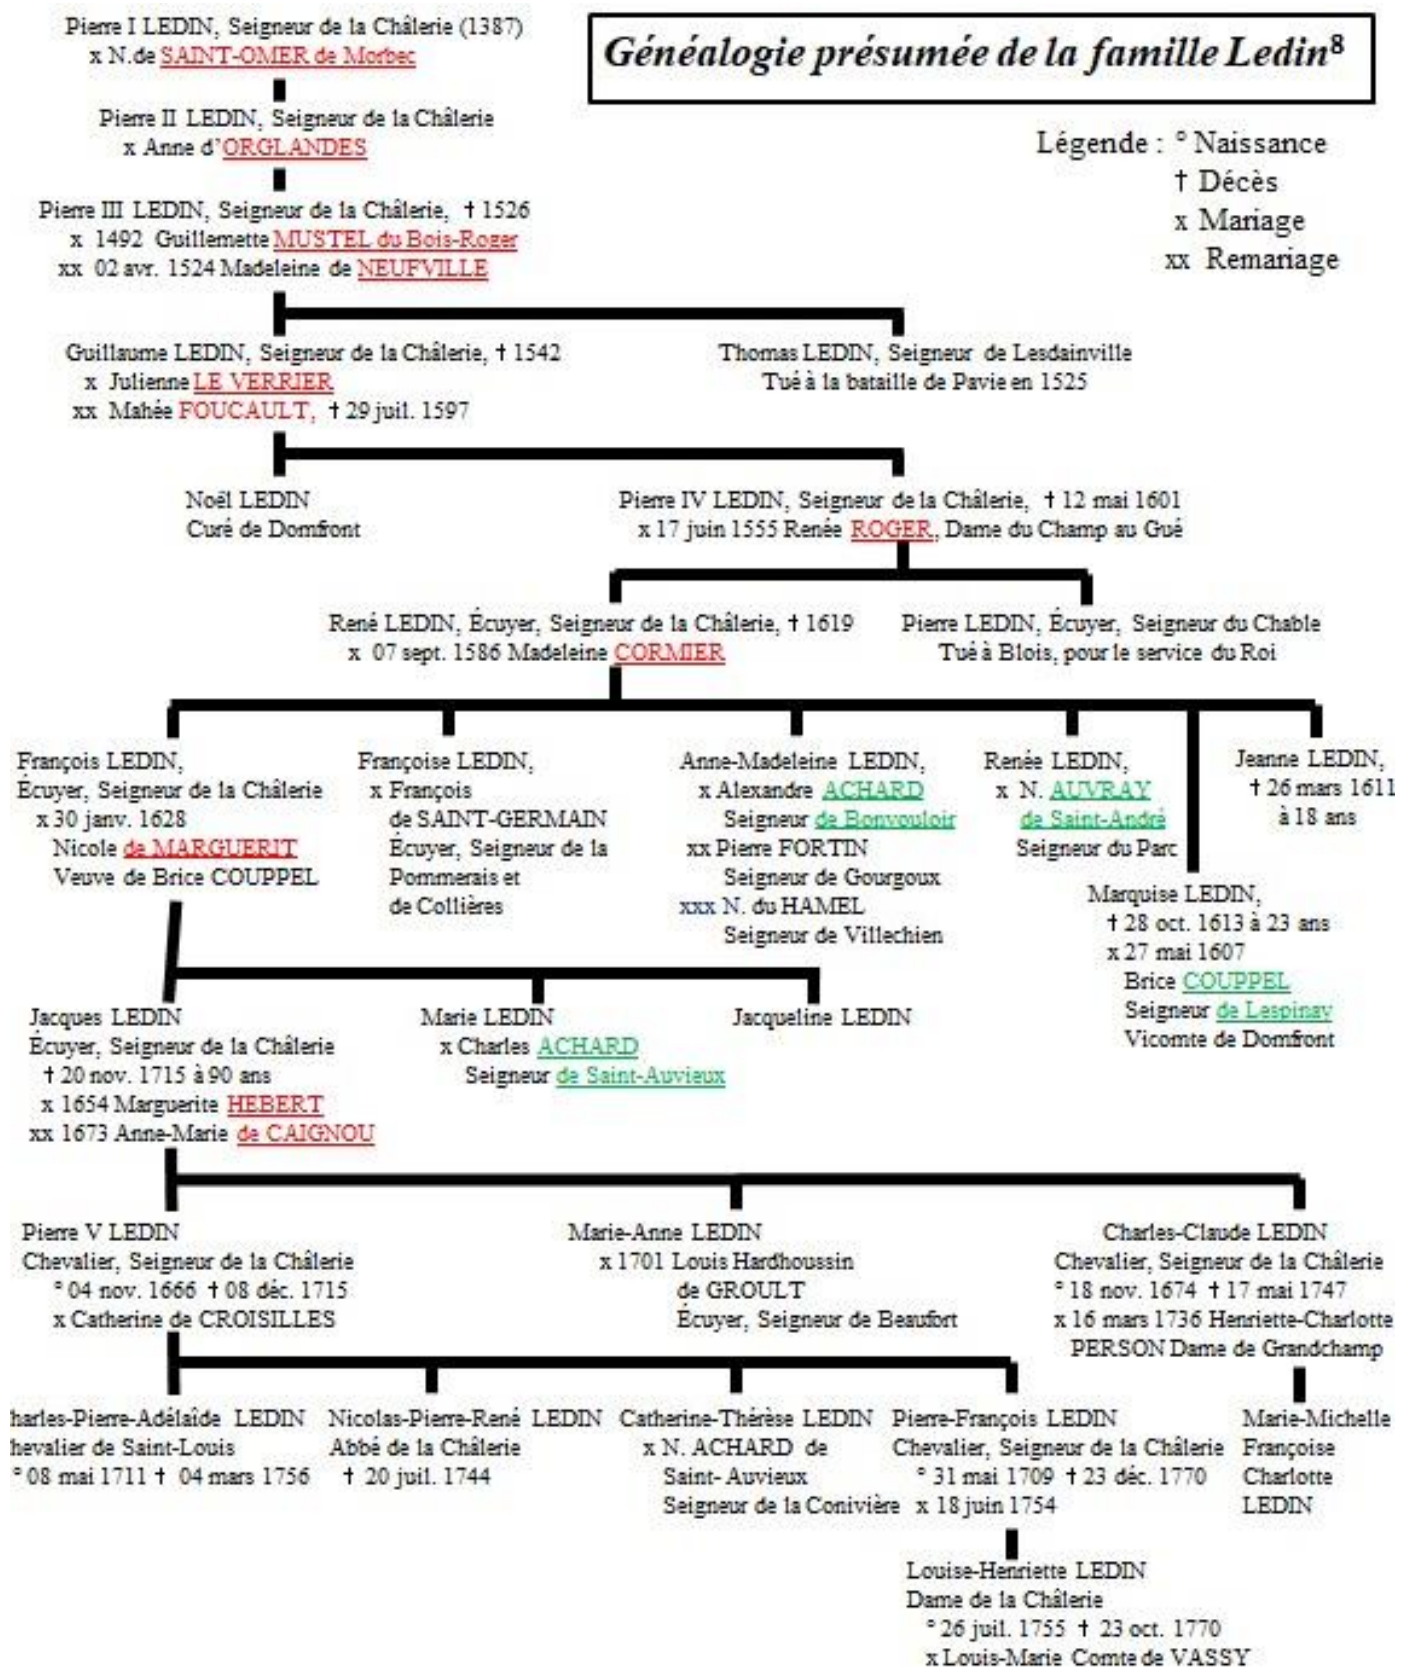 Généalogie présumée de la famille Ledin⁸
Légende : ° Naissance
† Décès
x Mariage
xx Remariage
Pierre I LEDIN, Seigneur de la Châlerie (1387)
x N.de SAINT-OMER de Morbec
Pierre II LEDIN, Seigneur de la Châlerie
x Anne d'ORGLANDES
Pierre III LEDIN, Seigneur de la Châlerie, † 1526
x 1492 Guillemette MUSTEL du Bois-Roger
xx 02 avr. 1524 Madeleine de NEUFVILLE
Guillaume LEDIN, Seigneur de la Châlerie, † 1542
x Julienne LE VERRIER
xx Mahée FOUCAULT, † 29 juil. 1597
Thomas LEDIN, Seigneur de Lesdainville
Tué à la bataille de Pavie en 1525
Noël LEDIN
Curé de Domfront
Pierre IV LEDIN, Seigneur de la Châlerie, † 12 mai 1601
x 17 juin 1555 Renée ROGER, Dame du Champ au Gué
René LEDIN, Écuyer, Seigneur de la Châlerie, † 1619
x 07 sept. 1586 Madeleine CORMIER
Pierre LEDIN, Écuyer, Seigneur du Chable
Tué à Blois, pour le service du Roi
François LEDIN,
Écuyer, Seigneur de la Châlerie
x 30 janv. 1628
Nicole de MARGUERIT
Veuve de Brice COUPPEL
Françoise LEDIN,
x François
de SAINT-GERMAIN
Écuyer, Seigneur de la
Pommerais et
de Collières
Anne-Madeleine LEDIN,
x Alexandre ACHARD
Seigneur de Bonvouloir
xx Pierre FORTIN
Seigneur de Gourgoux
xxx N. du HAMEL
Seigneur de Villechien
Renée LEDIN,
x N. AUVRAY
de Saint-André
Seigneur du Parc
Marquise LEDIN,
† 28 oct. 1613 à 23 ans
x 27 mai 1607
Brice COUPPEL
Seigneur de Lespinay
Vicomte de Domfront
Jeanne LEDIN,
† 26 mars 1611
à 18 ans
Jacques LEDIN
Écuyer, Seigneur de la Châlerie
† 20 nov. 1715 à 90 ans
x 1654 Marguerite HEBERT
xx 1673 Anne-Marie de CAIGNOU
Marie LEDIN
x Charles ACHARD
Seigneur de Saint-Auvieux
Jacqueline LEDIN
Pierre V LEDIN
Chevalier, Seigneur de la Châlerie
° 04 nov. 1666 † 08 déc. 1715
x Catherine de CROISILLES
Marie-Anne LEDIN
x 1701 Louis Hardhoussin
de GROULT
Écuyer, Seigneur de Beaufort
Charles-Claude LEDIN
Chevalier, Seigneur de la Châlerie
° 18 nov. 1674 † 17 mai 1747
x 16 mars 1736 Henriette-Charlotte
PERSON Dame de Grandchamp
harles-Pierre-Adélaïde LEDIN
hevalier de Saint-Louis
° 08 mai 1711 † 04 mars 1756
Nicolas-Pierre-René LEDIN
Abbé de la Châlerie
† 20 juil. 1744
Catherine-Thérèse LEDIN
x N. ACHARD de
Saint- Auvieux
Seigneur de la Conivière
Pierre-François LEDIN
Chevalier, Seigneur de la Châlerie
° 31 mai 1709 † 23 déc. 1770
x 18 juin 1754
Marie-Michelle
Françoise
Charlotte
LEDIN
Louise-Henriette LEDIN
Dame de la Châlerie
° 26 juil. 1755 † 23 oct. 1770
x Louis-Marie Comte de VASSY